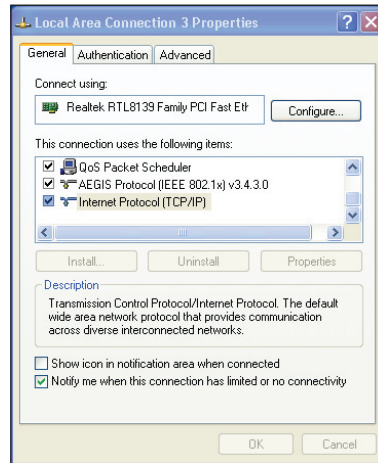 Local Area Connection 3 Properties
General
Authentication
Advanced
Connect using:
Realtek RTL8139 Family PCI Fast Eth
Configure...
This connection uses the following items:
QoS Packet Scheduler
AEGIS Protocol (IEEE 802.1x) v3.4.3.0
Internet Protocol (TCP/IP)
Install...
Uninstall
Properties
Description
Transmission Control Protocol/Internet Protocol. The default
wide area network protocol that provides communication
across diverse interconnected networks.
Show icon in notification area when connected
Notify me when this connection has limited or no connectivity
OK
Cancel